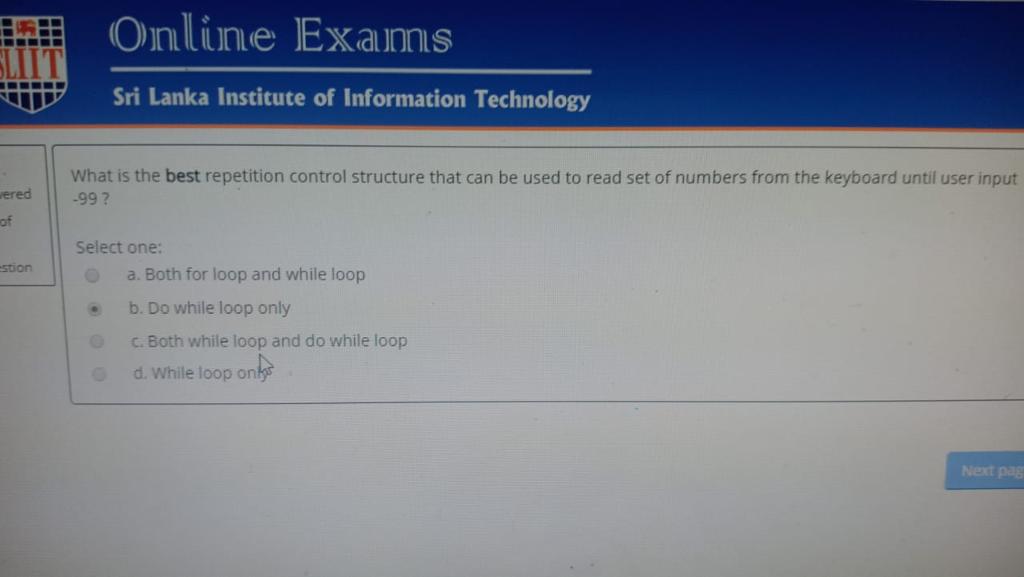 SLIIT
Online Exams
Sri Lanka Institute of Information Technology
What is the best repetition control structure that can be used to read set of numbers from the keyboard until user input
-99 ?
vered
of
estion
Select one:
a. Both for loop and while loop
b. Do while loop only
c. Both while loop and do while loop
d. While loop only
Next pag